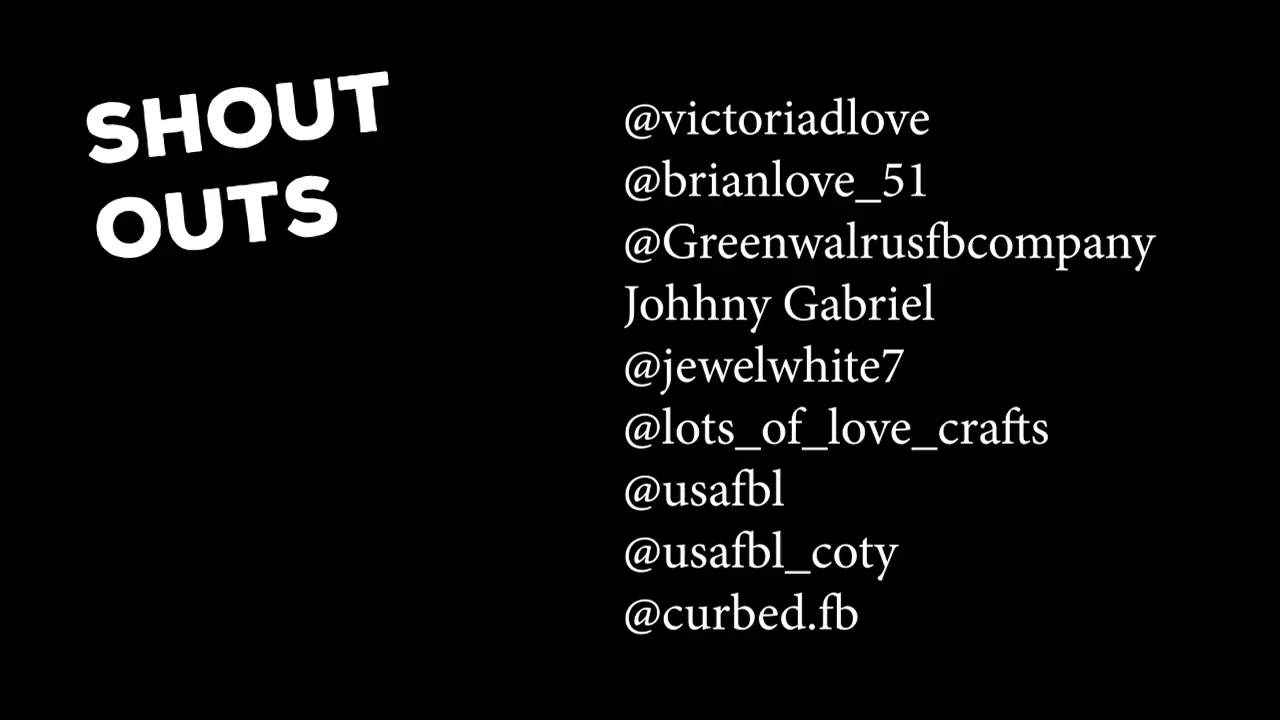 SHOUT
OUTS
@victoriadlove
@brianlove_51
@Greenwalrusfbcompany
Johhny Gabriel
@jewelwhite7
@lots_of_love_crafts
@usafbl
@usafbl_coty
@curbed.fb